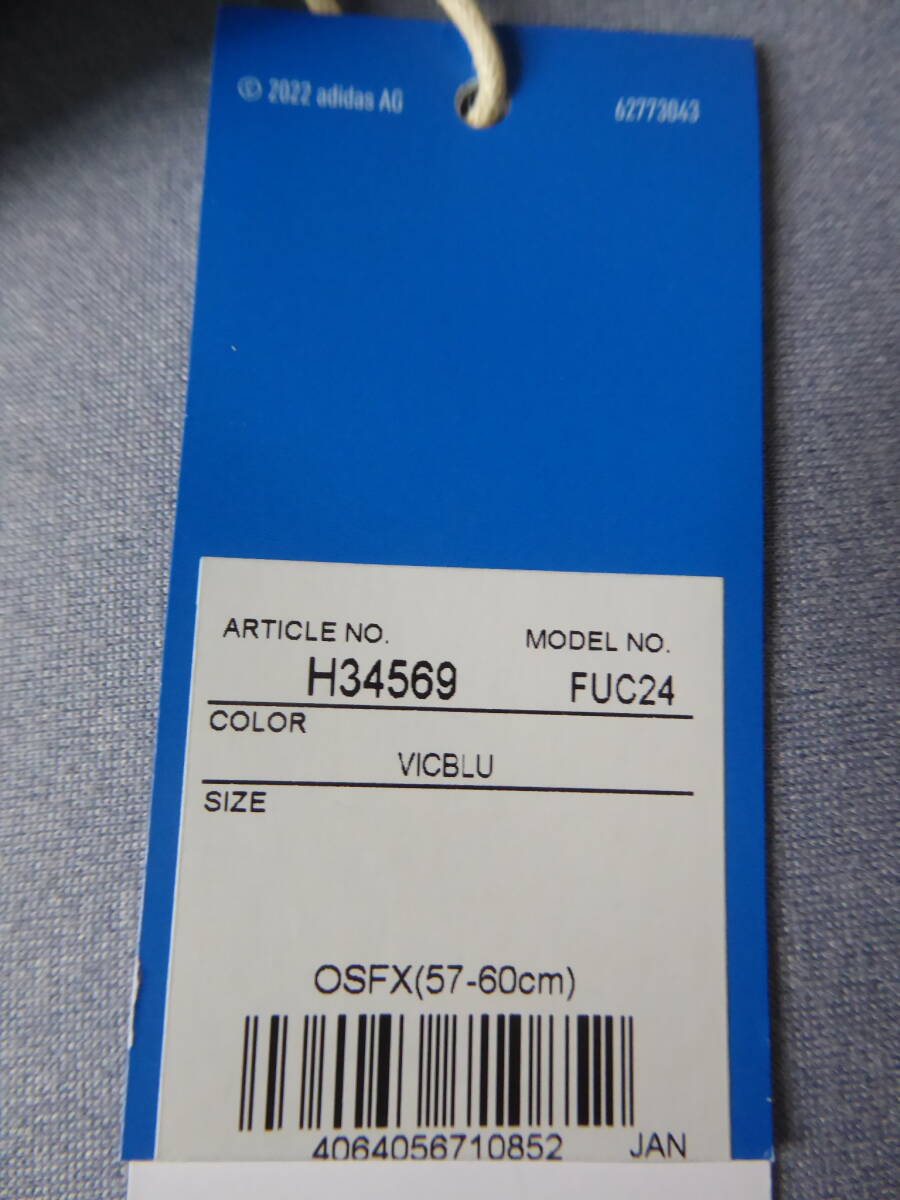 © 2022 adidas AG 62773043
ARTICLE NO. MODEL NO.
H34569 FUC24
COLOR
VICBLU
SIZE
OSFX(57-60cm)
4064056710852 JAN